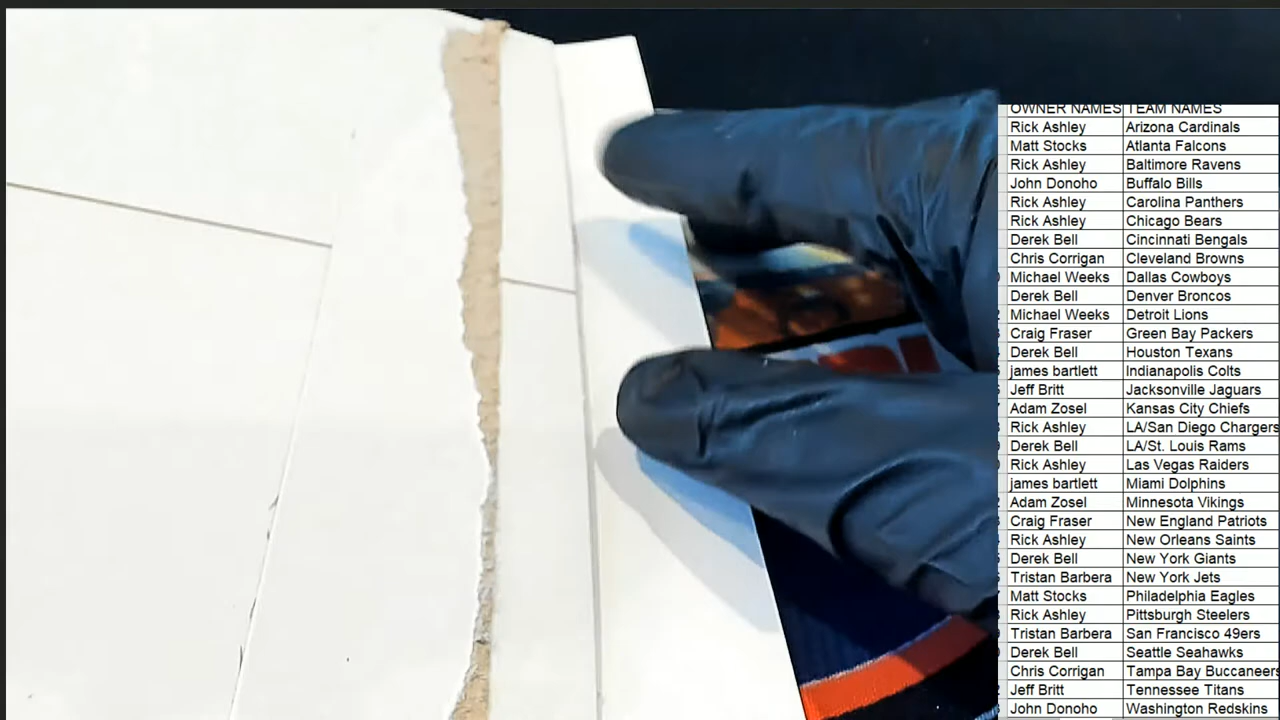 OWNER NAMES TEAM NAMES
Rick Ashley Arizona Cardinals
Matt Stocks Atlanta Falcons
Rick Ashley Baltimore Ravens
John Donoho Buffalo Bills
Rick Ashley Carolina Panthers
Rick Ashley Chicago Bears
Derek Bell Cincinnati Bengals
Chris Corrigan Cleveland Browns
Michael Weeks Dallas Cowboys
Derek Bell Denver Broncos
Michael Weeks Detroit Lions
Craig Fraser Green Bay Packers
Derek Bell Houston Texans
james bartlett Indianapolis Colts
Jeff Britt Jacksonville Jaguars
Adam Zosel Kansas City Chiefs
Rick Ashley LA/San Diego Chargers
Derek Bell LA/St. Louis Rams
Rick Ashley Las Vegas Raiders
james bartlett Miami Dolphins
Adam Zosel Minnesota Vikings
Craig Fraser New England Patriots
Rick Ashley New Orleans Saints
Derek Bell New York Giants
Tristan Barbera New York Jets
Matt Stocks Philadelphia Eagles
Rick Ashley Pittsburgh Steelers
Tristan Barbera San Francisco 49ers
Derek Bell Seattle Seahawks
Chris Corrigan Tampa Bay Buccaneers
Jeff Britt Tennessee Titans
John Donoho Washington Redskins